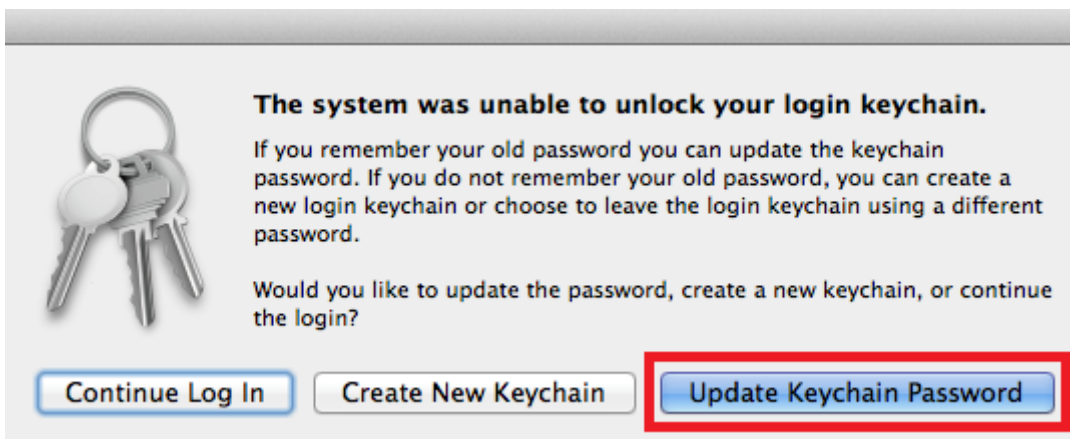 The system was unable to unlock your login keychain.
If you remember your old password you can update the keychain
password. If you do not remember your old password, you can create a
new login keychain or choose to leave the login keychain using a different
password.
Would you like to update the password, create a new keychain, or continue
the login?
Continue Log In
Create New Keychain
Update Keychain Password